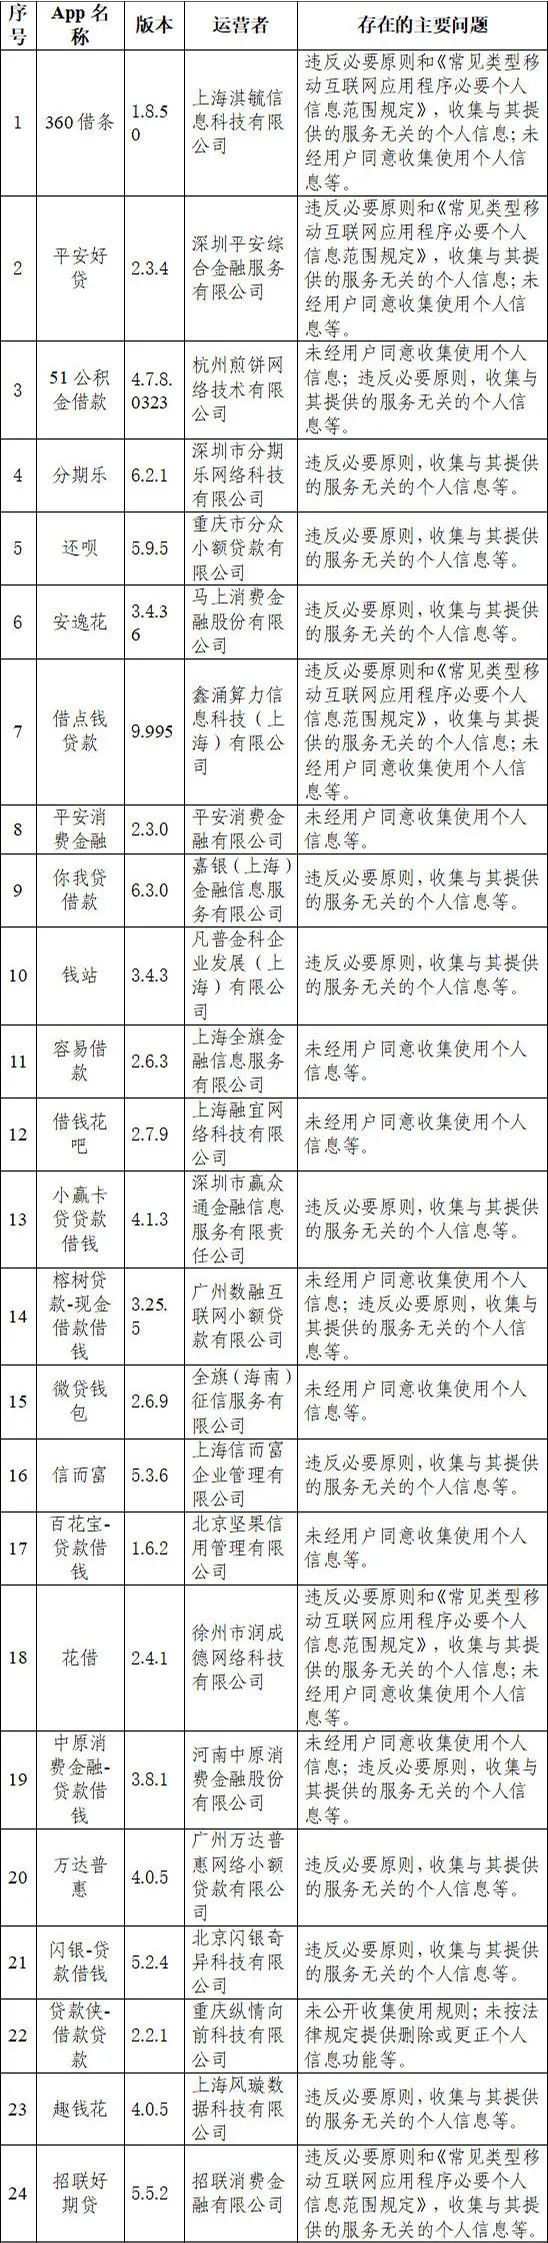 序号 App 名称 版本 运营者 存在的主要问题
1
360 借条
1.8.5
0
上海淇毓信
息科技有限
公司
违反必要原则和《常见类型移
动互联网应用程序必要个人
信息范围规定》，收集与其提
供的服务无关的个人信息；未
经用户同意收集使用个人信
息等。
2
平安好
贷
2.3.4
深圳平安综
合金融服务
有限公司
违反必要原则和《常见类型移
动互联网应用程序必要个人
信息范围规定》，收集与其提
供的服务无关的个人信息；未
经用户同意收集使用个人信
息等。
3
51 公积
金借款
4.7.8.
0323
杭州煎饼网
络技术有限
公司
未经用户同意收集使用个人
信息；违反必要原则，收集与
其提供的服务无关的个人信
息等。
4
分期乐
6.2.1
深圳市分期
乐网络科技
有限公司
违反必要原则，收集与其提供
的服务无关的个人信息等。
5
还呗
5.9.5
重庆市分众
小额贷款有
限公司
违反必要原则，收集与其提供
的服务无关的个人信息等。
6
安逸花
3.4.3
6
马上消费金
融股份有限
公司
违反必要原则，收集与其提供
的服务无关的个人信息等。
7
借点钱
贷款
9.995
鑫涌算力信
息科技（上
海）有限公
司
违反必要原则和《常见类型移
动互联网应用程序必要个人
信息范围规定》，收集与其提
供的服务无关的个人信息；未
经用户同意收集使用个人信
息等。
8
平安消
费金融
2.3.0
平安消费金
融有限公司
未经用户同意收集使用个人
信息等。
9
你我贷
借款
6.3.0
嘉银（上海）
金融信息服
务有限公司
违反必要原则，收集与其提供
的服务无关的个人信息等。
10
钱站
3.4.3
凡普金科企
业发展（上
海）有限公
司
违反必要原则，收集与其提供
的服务无关的个人信息等。
11
容易借
款
2.6.3
上海全旗金
融信息服务
有限公司
未经用户同意收集使用个人
信息等。
12
借钱花
吧
2.7.9
上海融宜网
络科技有限
公司
未经用户同意收集使用个人
信息等。
13
小赢卡
贷贷款
借钱
4.1.3
深圳市赢众
通金融信息
服务有限责
任公司
违反必要原则，收集与其提供
的服务无关的个人信息等。
14
榕树贷
款-现金
借款借
钱
3.25.
5
广州数融互
联网小额贷
款有限公司
未经用户同意收集使用个人
信息；违反必要原则，收集与
其提供的服务无关的个人信
息等。
15
微贷钱
包
2.6.9
全旗（海南）
征信服务有
限公司
未经用户同意收集使用个人
信息等。
16
信而富
5.3.6
上海信而富
企业管理有
限公司
违反必要原则，收集与其提供
的服务无关的个人信息等。
17
百花宝-
贷款借
钱
1.6.2
北京坚果信
用管理有限
公司
未经用户同意收集使用个人
信息等。
18
花借
2.4.1
徐州市润成
德网络科技
有限公司
违反必要原则和《常见类型移
动互联网应用程序必要个人
信息范围规定》，收集与其提
供的服务无关的个人信息；未
经用户同意收集使用个人信
息等。
19
中原消
费金融-
贷款借
钱
3.8.1
河南中原消
费金融股份
有限公司
未经用户同意收集使用个人
信息；违反必要原则，收集与
其提供的服务无关的个人信
息等。
20
万达普
惠
4.0.5
广州万达普
惠网络小额
贷款有限公
司
违反必要原则，收集与其提供
的服务无关的个人信息等。
21
闪银-贷
款借钱
5.2.4
北京闪银奇
异科技有限
公司
违反必要原则，收集与其提供
的服务无关的个人信息等。
22
贷款侠-
借款贷
款
2.2.1
重庆纵情向
前科技有限
公司
未公开收集使用规则；未按法
律规定提供删除或更正个人
信息功能等。
23
趣钱花
4.0.5
上海风璇数
据科技有限
公司
违反必要原则，收集与其提供
的服务无关的个人信息等。
24
招联好
期贷
5.5.2
招联消费金
融有限公司
违反必要原则和《常见类型移
动互联网应用程序必要个人
信息范围规定》，收集与其提
供的服务无关的个人信息等。